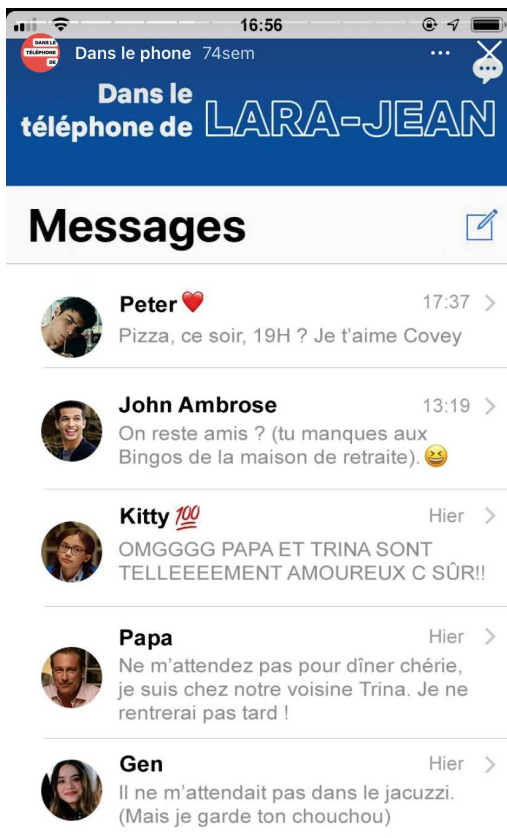 16:56
DANS LE
TÉLÉPHONE
DE
Dans le phone 74sem
Dans le
téléphone de LARA-JEAN
Messages
Peter ❤️ 17:37
Pizza, ce soir, 19H ? Je t'aime Covey
John Ambrose 13:19
On reste amis ? (tu manques aux
Bingos de la maison de retraite). 😆
Kitty 💯 Hier
OMGGGG PAPA ET TRINA SONT
TELLEEEEMENT AMOUREUX C SÛR!!
Papa Hier
Ne m'attendez pas pour dîner chérie,
je suis chez notre voisine Trina. Je ne
rentrerai pas tard !
Gen Hier
Il ne m'attendait pas dans le jacuzzi.
(Mais je garde ton chouchou)